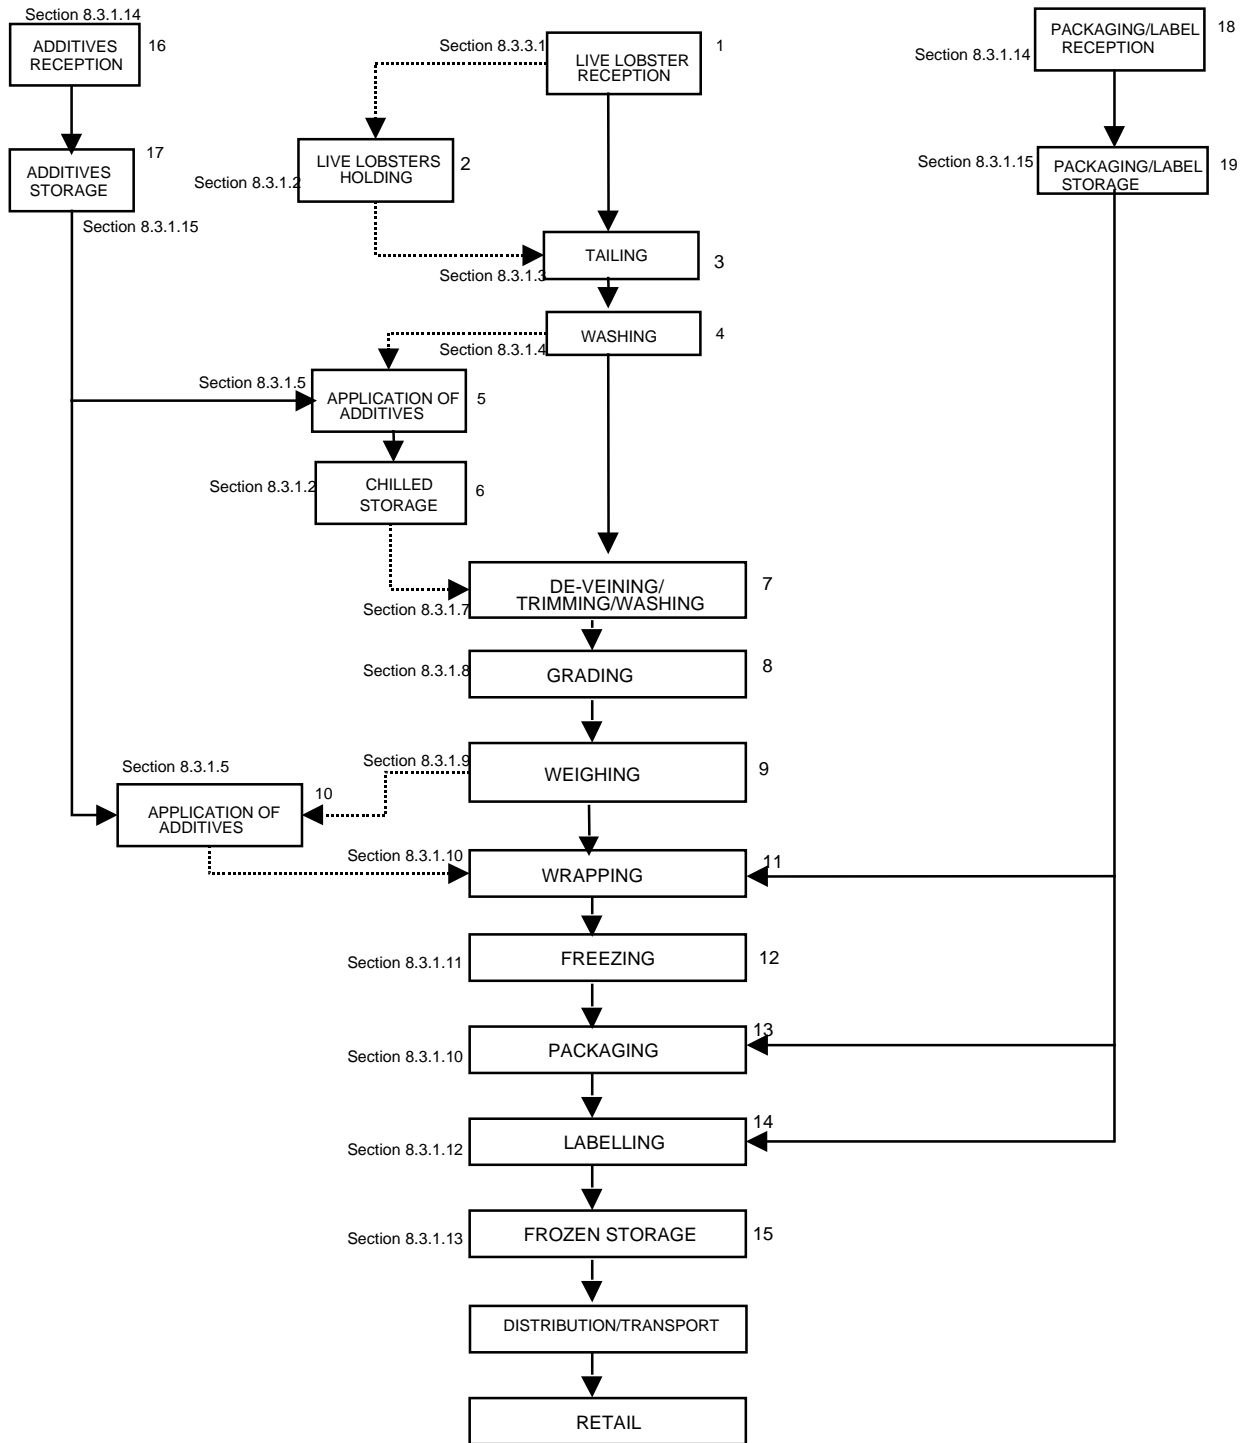 Section 8.3.1.14
16
ADDITIVES
RECEPTION
Section 8.3.3.1
1
LIVE LOBSTER
RECEPTION
18
PACKAGING/LABEL
RECEPTION
Section 8.3.1.14
17
ADDITIVES
STORAGE
Section 8.3.1.15
2
LIVE LOBSTERS
HOLDING
Section 8.3.1.2
Section 8.3.1.15
19
PACKAGING/LABEL
STORAGE
TAILING
3
Section 8.3.1.3
WASHING
4
Section 8.3.1.4
Section 8.3.1.5
APPLICATION OF
ADDITIVES
5
Section 8.3.1.2
CHILLED
STORAGE
6
DE-VEINING/
TRIMMING/WASHING
7
Section 8.3.1.7
Section 8.3.1.8
GRADING
8
Section 8.3.1.9
WEIGHING
9
Section 8.3.1.5
10
APPLICATION OF
ADDITIVES
Section 8.3.1.10
WRAPPING
11
Section 8.3.1.11
FREEZING
12
Section 8.3.1.10
PACKAGING
13
Section 8.3.1.12
LABELLING
14
Section 8.3.1.13
FROZEN STORAGE
15
DISTRIBUTION/TRANSPORT
RETAIL